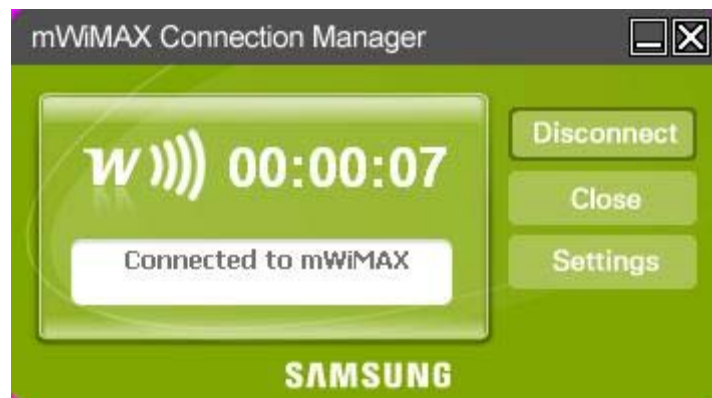 mWiMAX Connection Manager
W 00:00:07
Connected to mWiMAX
Disconnect
Close
Settings
SAMSUNG